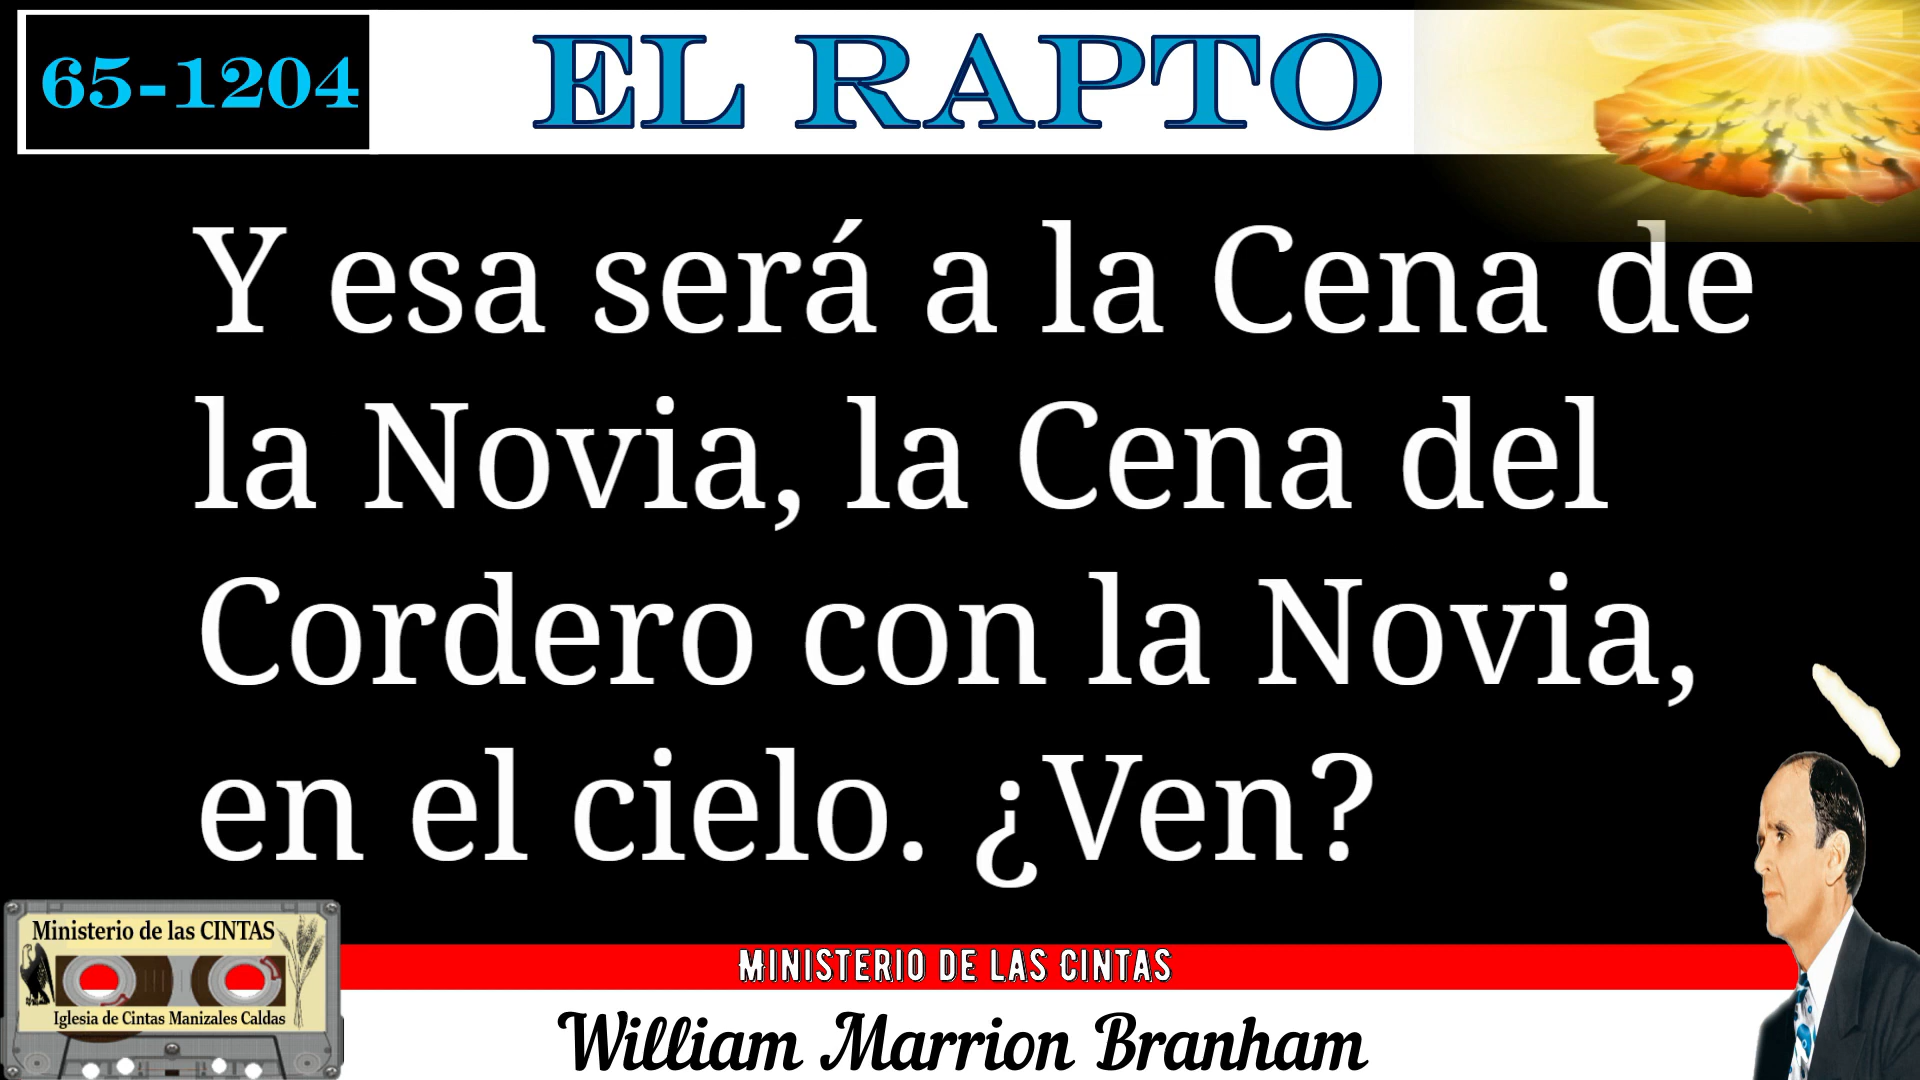 65-1204
EL RAPTO
Y esa será a la Cena de
la Novia, la Cena del
Cordero con la Novia,
en el cielo. ¿Ven?
Ministerio de las CINTAS
Iglesia de Cintas Manizales Caldas
MINISTERIO DE LAS CINTAS
William Marrion Branham